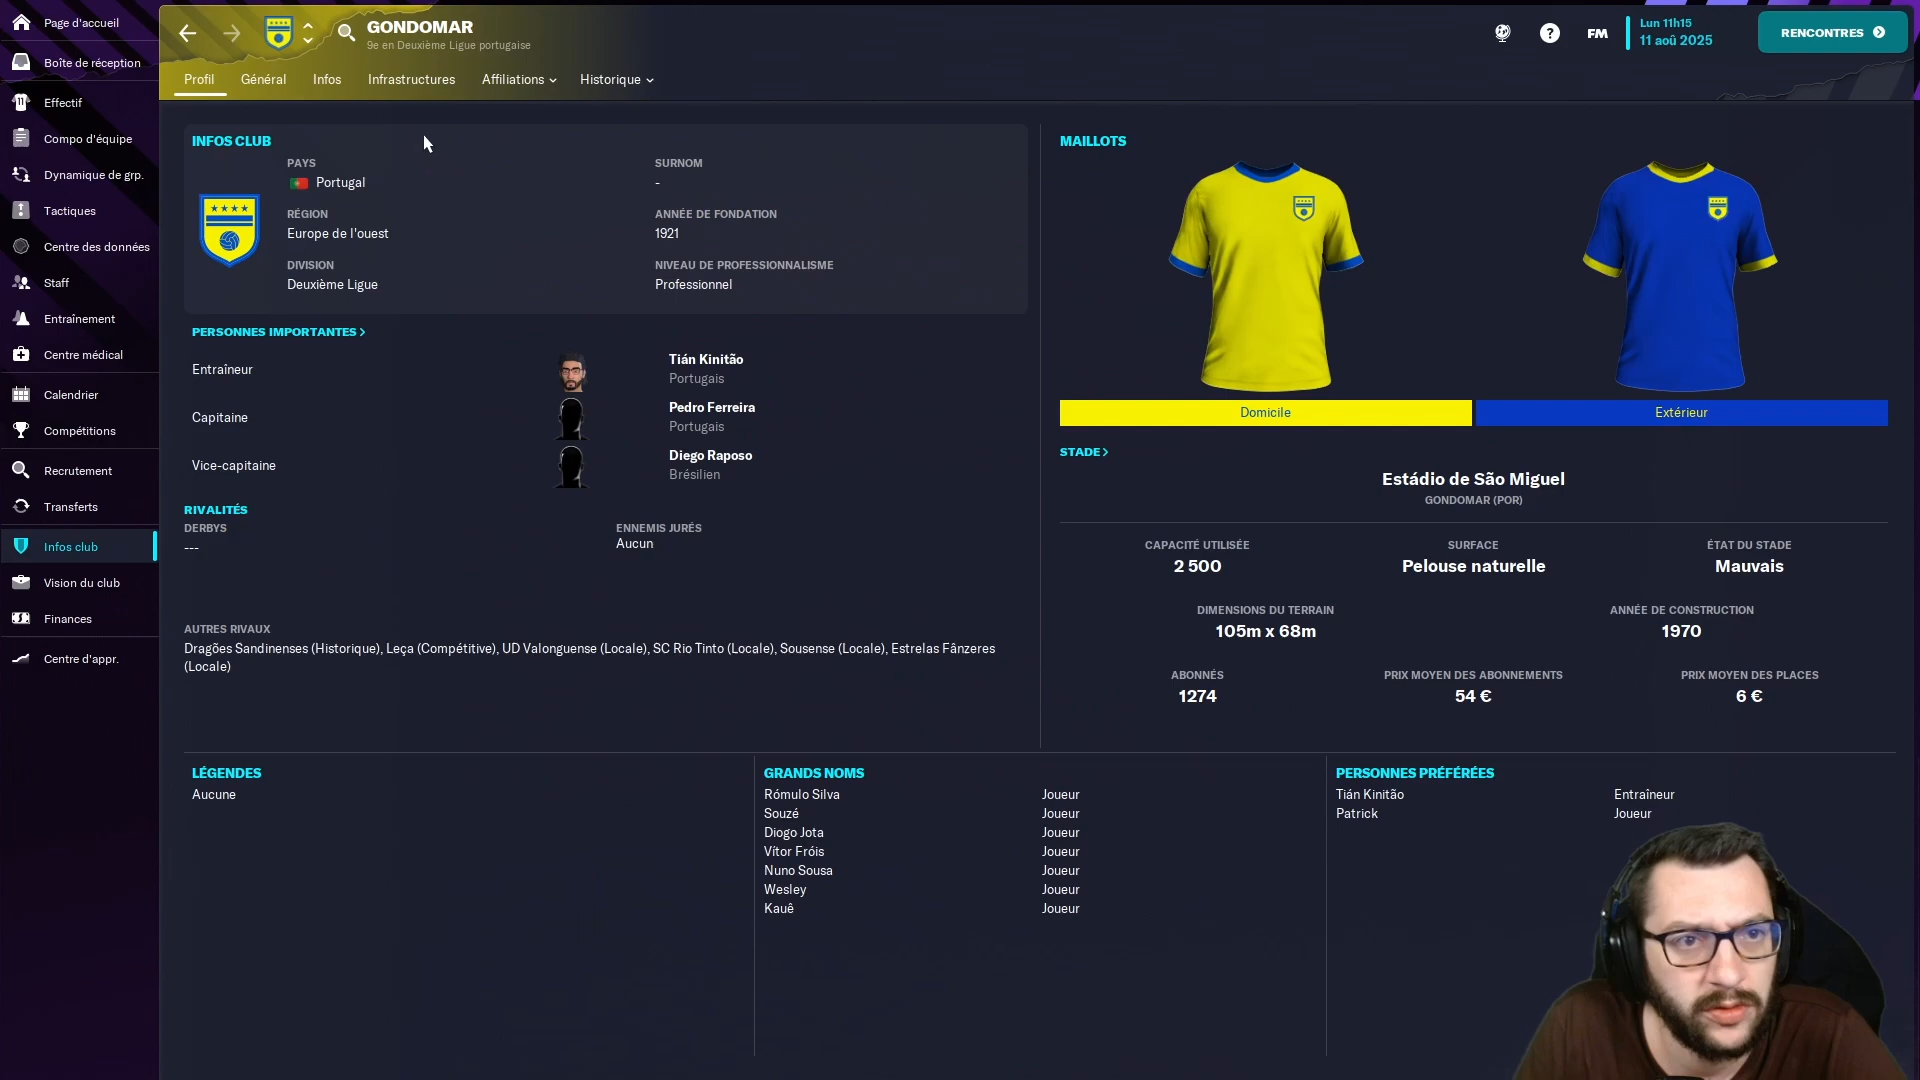 Page d'accueil
Boîte de réception
Effectif
Compo d'équipe
Dynamique de grp.
Tactiques
Centre des données
Staff
Entraînement
Centre médical
Calendrier
Compétitions
Recrutement
Transferts
Infos club
Vision du club
Finances
Centre d'appr.
GONDOMAR
9e en Deuxième Ligue portugaise
FM
Lun 11h15
11 aoû 2025
RENCONTRES
Profil Général Infos Infrastructures Affiliations Historique
INFOS CLUB
PAYS
Portugal
SURNOM
-
RÉGION
Europe de l'ouest
ANNÉE DE FONDATION
1921
DIVISION
Deuxième Ligue
NIVEAU DE PROFESSIONNALISME
Professionnel
PERSONNES IMPORTANTES >
Entraîneur
Tián Kinitão
Portugais
Capitaine
Pedro Ferreira
Portugais
Vice-capitaine
Diego Raposo
Brésilien
RIVALITÉS
DERBYS
---
ENNEMIS JURÉS
Aucun
AUTRES RIVAUX
Dragões Sandinenses (Historique), Leça (Compétitive), UD Valonguense (Locale), SC Rio Tinto (Locale), Sousense (Locale), Estrelas Fânzeres
(Locale)
MAILLOTS
Domicile
Extérieur
STADE >
Estádio de São Miguel
GONDOMAR (POR)
CAPACITÉ UTILISÉE
2 500
SURFACE
Pelouse naturelle
ÉTAT DU STADE
Mauvais
DIMENSIONS DU TERRAIN
105m x 68m
ANNÉE DE CONSTRUCTION
1970
ABONNÉS
1274
PRIX MOYEN DES ABONNEMENTS
54 €
PRIX MOYEN DES PLACES
6 €
LÉGENDES
Aucune
GRANDS NOMS
Rómulo Silva Joueur
Souzé Joueur
Diogo Jota Joueur
Vítor Fróis Joueur
Nuno Sousa Joueur
Wesley Joueur
Kauê Joueur
PERSONNES PRÉFÉRÉES
Tián Kinitão Entraîneur
Patrick Joueur